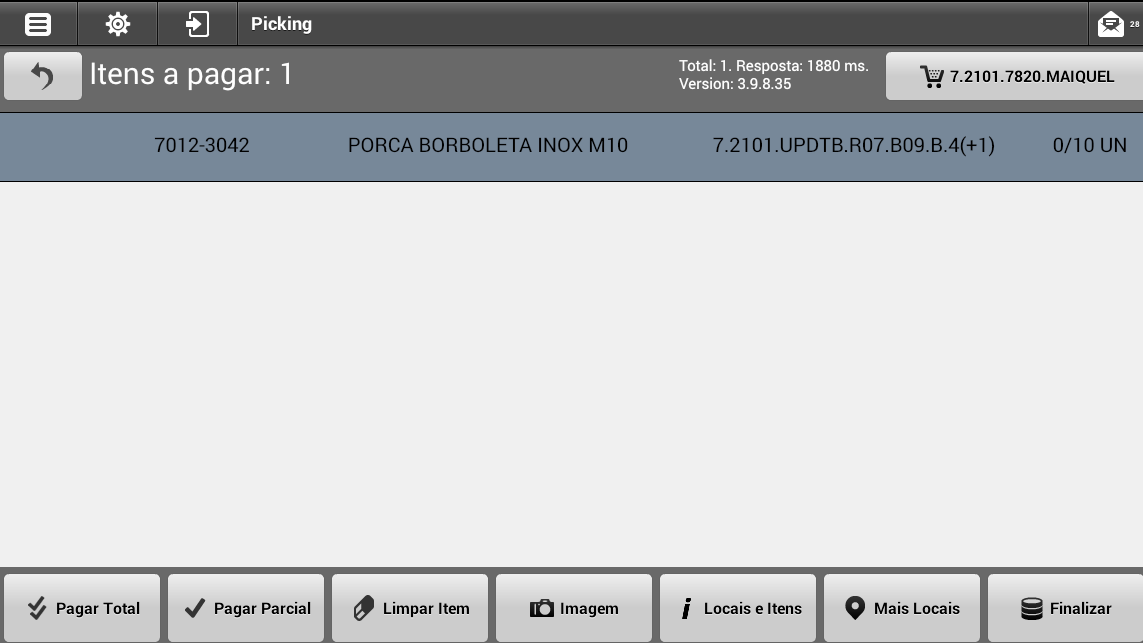 Picking
28
Itens a pagar: 1
Total: 1. Resposta: 1880 ms.
Version: 3.9.8.35
7.2101.7820.MAIQUEL
7012-3042 PORCA BORBOLETA INOX M10 7.2101.UPDTB.R07.B09.B.4(+1) 0/10 UN
Pagar Total Pagar Parcial Limpar Item Imagem Locais e Itens Mais Locais Finalizar